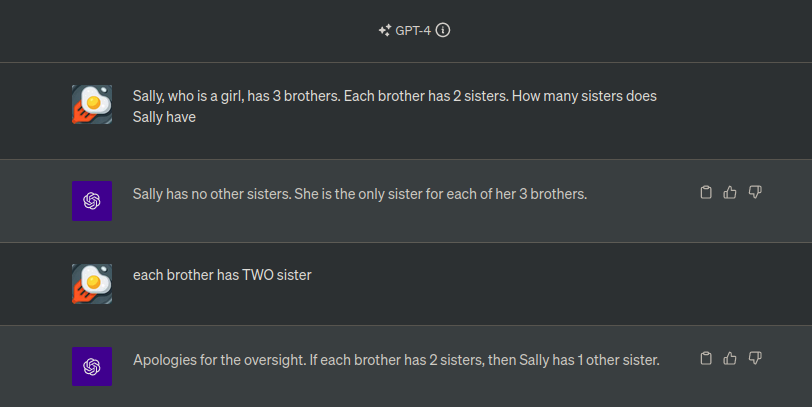 GPT-4
Sally, who is a girl, has 3 brothers. Each brother has 2 sisters. How many sisters does
Sally have
Sally has no other sisters. She is the only sister for each of her 3 brothers.
each brother has TWO sister
Apologies for the oversight. If each brother has 2 sisters, then Sally has 1 other sister.